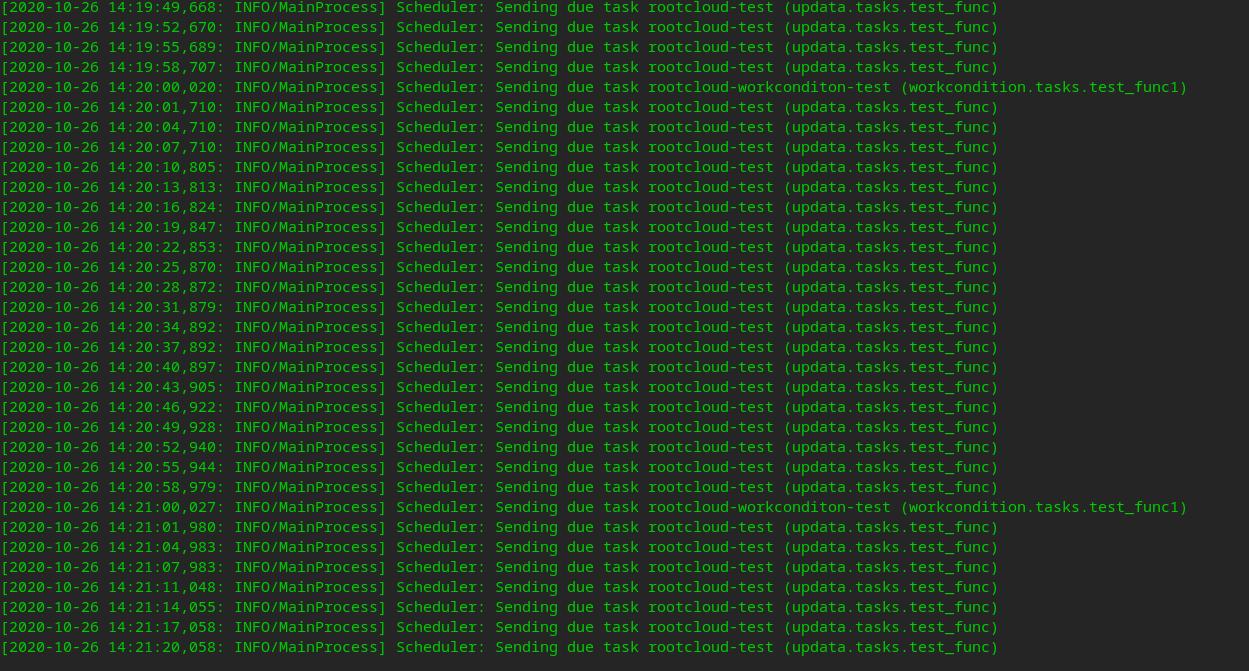 [2020-10-26 14:19:49,668: INFO/MainProcess] Scheduler: Sending due task rootcloud-test (updata.tasks.test_func)
[2020-10-26 14:19:52,670: INFO/MainProcess] Scheduler: Sending due task rootcloud-test (updata.tasks.test_func)
[2020-10-26 14:19:55,689: INFO/MainProcess] Scheduler: Sending due task rootcloud-test (updata.tasks.test_func)
[2020-10-26 14:19:58,707: INFO/MainProcess] Scheduler: Sending due task rootcloud-test (updata.tasks.test_func)
[2020-10-26 14:20:00,020: INFO/MainProcess] Scheduler: Sending due task rootcloud-workconditon-test (workcondition.tasks.test_func1)
[2020-10-26 14:20:01,710: INFO/MainProcess] Scheduler: Sending due task rootcloud-test (updata.tasks.test_func)
[2020-10-26 14:20:04,710: INFO/MainProcess] Scheduler: Sending due task rootcloud-test (updata.tasks.test_func)
[2020-10-26 14:20:07,710: INFO/MainProcess] Scheduler: Sending due task rootcloud-test (updata.tasks.test_func)
[2020-10-26 14:20:10,805: INFO/MainProcess] Scheduler: Sending due task rootcloud-test (updata.tasks.test_func)
[2020-10-26 14:20:13,813: INFO/MainProcess] Scheduler: Sending due task rootcloud-test (updata.tasks.test_func)
[2020-10-26 14:20:16,824: INFO/MainProcess] Scheduler: Sending due task rootcloud-test (updata.tasks.test_func)
[2020-10-26 14:20:19,847: INFO/MainProcess] Scheduler: Sending due task rootcloud-test (updata.tasks.test_func)
[2020-10-26 14:20:22,853: INFO/MainProcess] Scheduler: Sending due task rootcloud-test (updata.tasks.test_func)
[2020-10-26 14:20:25,870: INFO/MainProcess] Scheduler: Sending due task rootcloud-test (updata.tasks.test_func)
[2020-10-26 14:20:28,872: INFO/MainProcess] Scheduler: Sending due task rootcloud-test (updata.tasks.test_func)
[2020-10-26 14:20:31,879: INFO/MainProcess] Scheduler: Sending due task rootcloud-test (updata.tasks.test_func)
[2020-10-26 14:20:34,892: INFO/MainProcess] Scheduler: Sending due task rootcloud-test (updata.tasks.test_func)
[2020-10-26 14:20:37,892: INFO/MainProcess] Scheduler: Sending due task rootcloud-test (updata.tasks.test_func)
[2020-10-26 14:20:40,897: INFO/MainProcess] Scheduler: Sending due task rootcloud-test (updata.tasks.test_func)
[2020-10-26 14:20:43,905: INFO/MainProcess] Scheduler: Sending due task rootcloud-test (updata.tasks.test_func)
[2020-10-26 14:20:46,922: INFO/MainProcess] Scheduler: Sending due task rootcloud-test (updata.tasks.test_func)
[2020-10-26 14:20:49,928: INFO/MainProcess] Scheduler: Sending due task rootcloud-test (updata.tasks.test_func)
[2020-10-26 14:20:52,940: INFO/MainProcess] Scheduler: Sending due task rootcloud-test (updata.tasks.test_func)
[2020-10-26 14:20:55,944: INFO/MainProcess] Scheduler: Sending due task rootcloud-test (updata.tasks.test_func)
[2020-10-26 14:20:58,979: INFO/MainProcess] Scheduler: Sending due task rootcloud-test (updata.tasks.test_func)
[2020-10-26 14:21:00,027: INFO/MainProcess] Scheduler: Sending due task rootcloud-workconditon-test (workcondition.tasks.test_func1)
[2020-10-26 14:21:01,980: INFO/MainProcess] Scheduler: Sending due task rootcloud-test (updata.tasks.test_func)
[2020-10-26 14:21:04,983: INFO/MainProcess] Scheduler: Sending due task rootcloud-test (updata.tasks.test_func)
[2020-10-26 14:21:07,983: INFO/MainProcess] Scheduler: Sending due task rootcloud-test (updata.tasks.test_func)
[2020-10-26 14:21:11,048: INFO/MainProcess] Scheduler: Sending due task rootcloud-test (updata.tasks.test_func)
[2020-10-26 14:21:14,055: INFO/MainProcess] Scheduler: Sending due task rootcloud-test (updata.tasks.test_func)
[2020-10-26 14:21:17,058: INFO/MainProcess] Scheduler: Sending due task rootcloud-test (updata.tasks.test_func)
[2020-10-26 14:21:20,058: INFO/MainProcess] Scheduler: Sending due task rootcloud-test (updata.tasks.test_func)